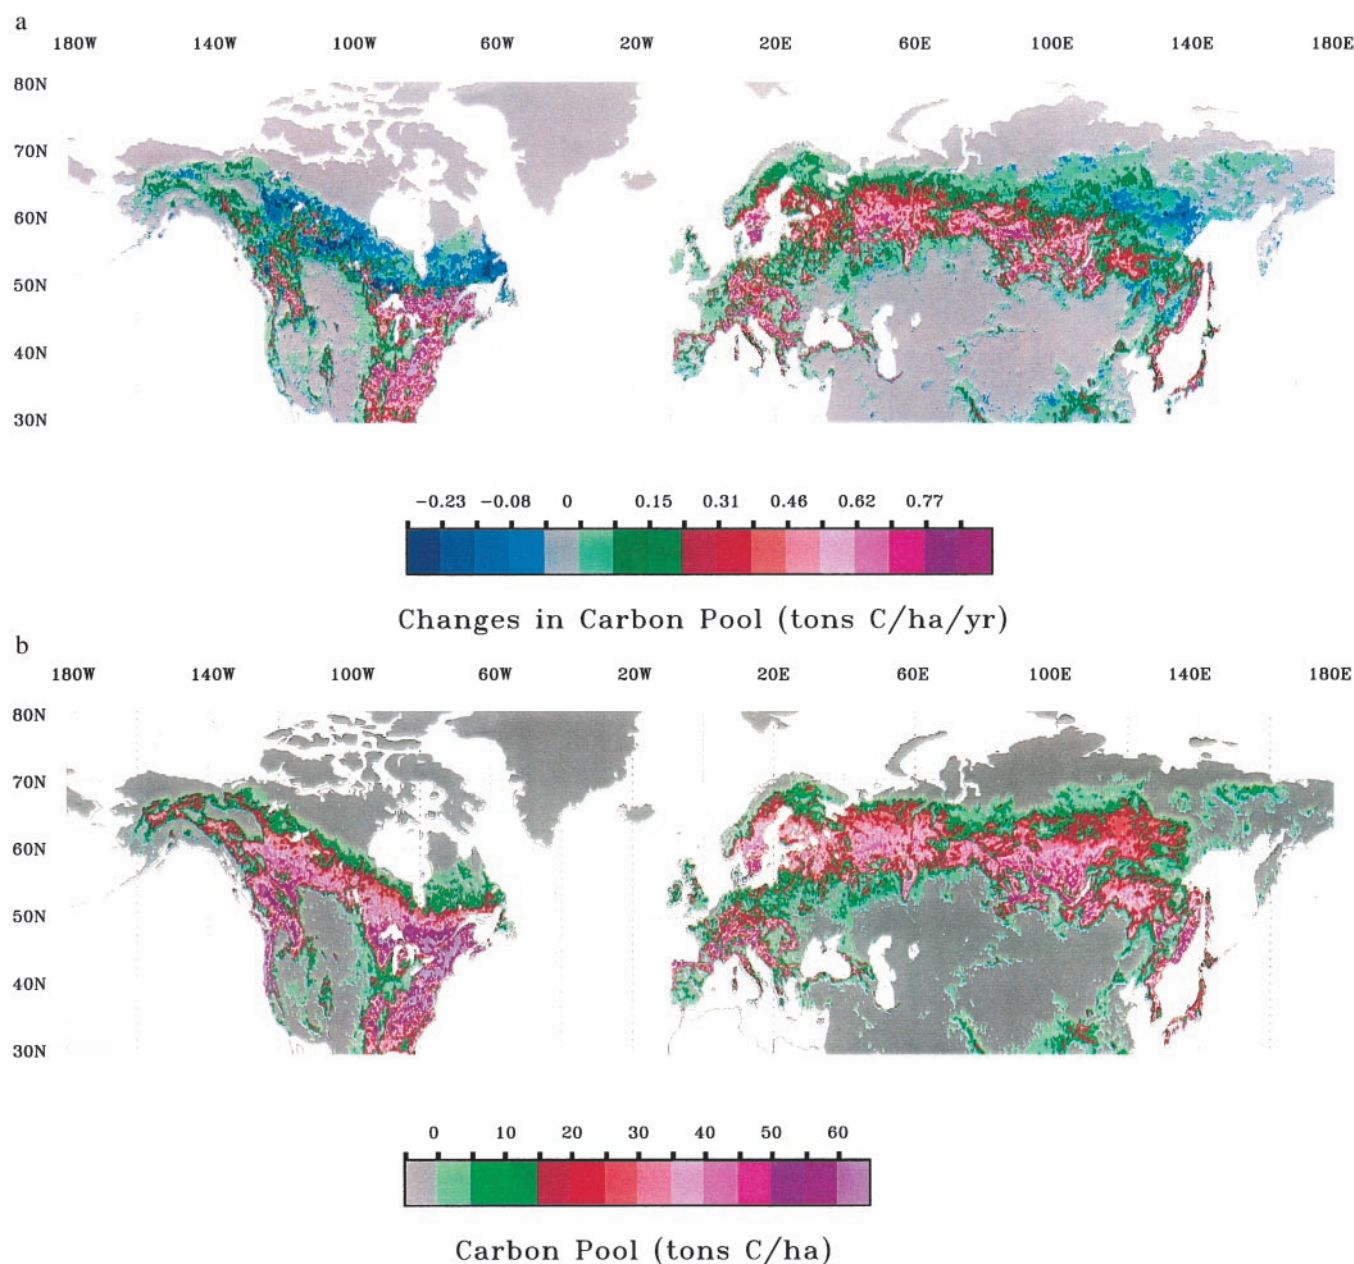 a
180W 140W 100W 60W 20W 20E 60E 100E 140E 180E
80N
70N
60N
50N
40N
30N
−0.23 −0.08 0 0.15 0.31 0.46 0.62 0.77
Changes in Carbon Pool (tons C/ha/yr)
b
180W 140W 100W 60W 20W 20E 60E 100E 140E 180E
80N
70N
60N
50N
40N
30N
0 10 20 30 40 50 60
Carbon Pool (tons C/ha)